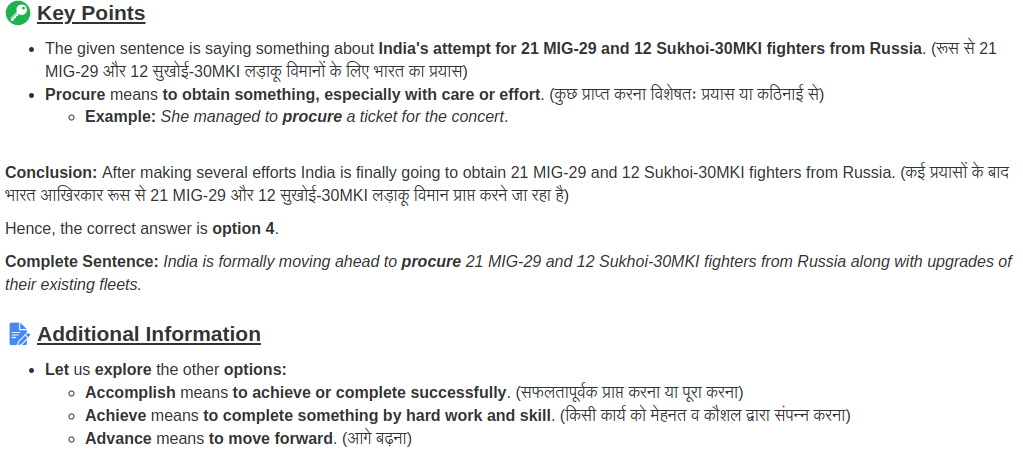 Key Points
• The given sentence is saying something about India's attempt for 21 MIG-29 and 12 Sukhoi-30MKI fighters from Russia. (रूस से 21
MIG-29 और 12 सुखोई-30MKI लड़ाकू विमानों के लिए भारत का प्रयास)
• Procure means to obtain something, especially with care or effort. (कुछ प्राप्त करना विशेषतः प्रयास या कठिनाई से)
◦ Example: She managed to procure a ticket for the concert.
Conclusion: After making several efforts India is finally going to obtain 21 MIG-29 and 12 Sukhoi-30MKI fighters from Russia. (कई प्रयासों के बाद
भारत आखिरकार रूस से 21 MIG-29 और 12 सुखोई-30MKI लड़ाकू विमान प्राप्त करने जा रहा है)
Hence, the correct answer is option 4.
Complete Sentence: India is formally moving ahead to procure 21 MIG-29 and 12 Sukhoi-30MKI fighters from Russia along with upgrades of
their existing fleets.
Additional Information
• Let us explore the other options:
◦ Accomplish means to achieve or complete successfully. (सफलतापूर्वक प्राप्त करना या पूरा करना)
◦ Achieve means to complete something by hard work and skill. (किसी कार्य को मेहनत व कौशल द्वारा संपन्न करना)
◦ Advance means to move forward. (आगे बढ़ना)